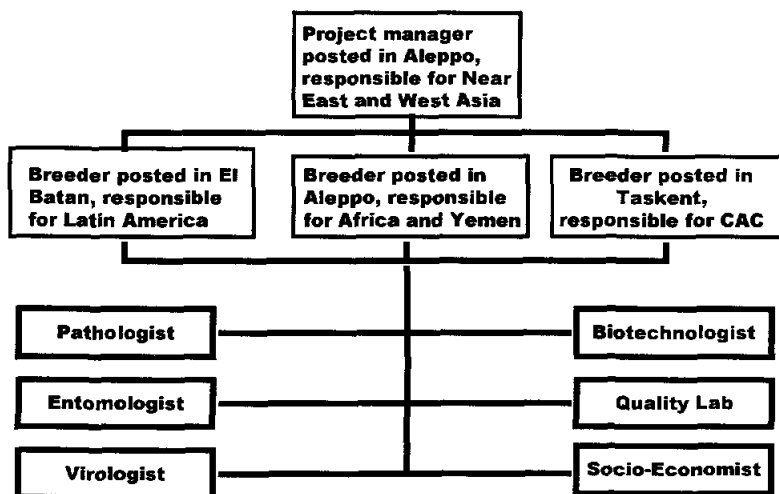 Project manager
posted in Aleppo,
responsible for Near
East and West Asia
Breeder posted in El
Batan, responsible
for Latin America
Breeder posted in
Aleppo, responsible
for Africa and Yemen
Breeder posted in
Taskent,
responsible for CAC
Pathologist
Biotechnologist
Entomologist
Quality Lab
Virologist
Socio-Economist